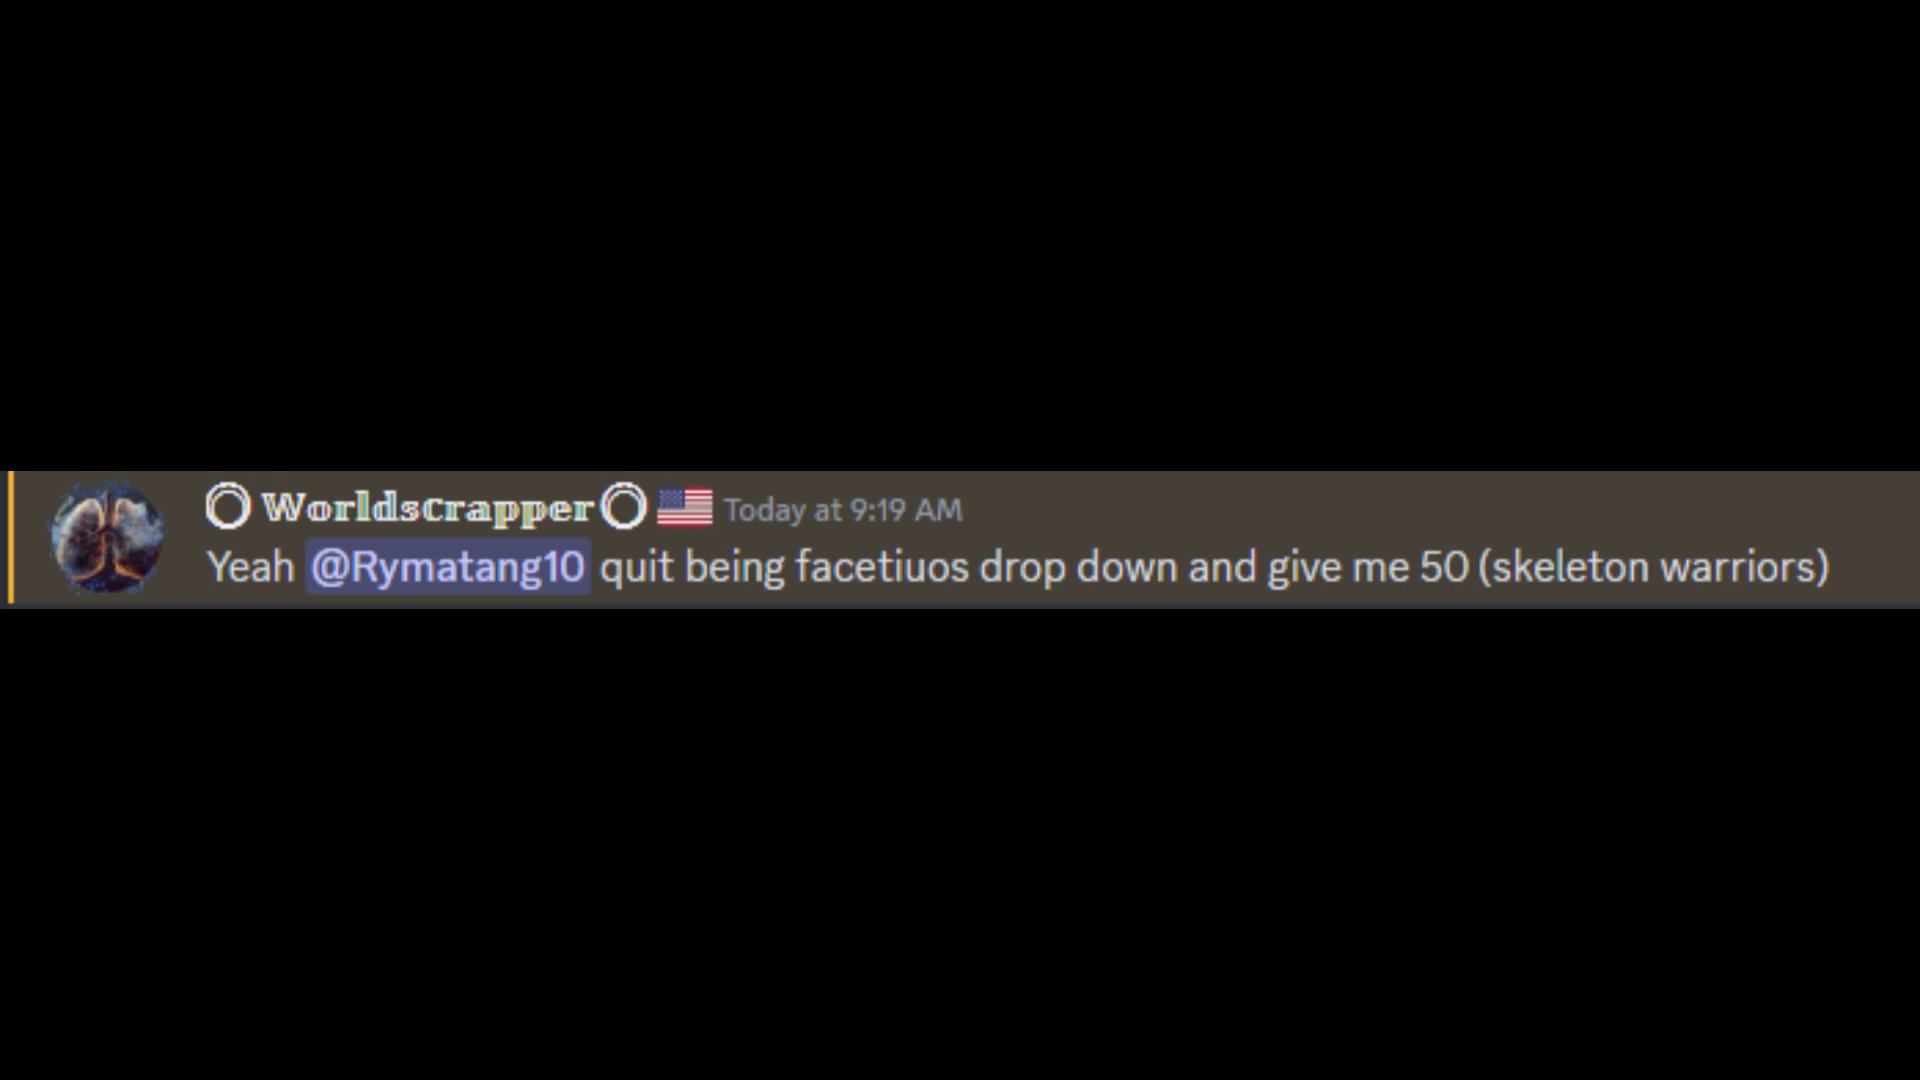 Worldscrapper Today at 9:19 AM
Yeah @Rymatang10 quit being facetiuos drop down and give me 50 (skeleton warriors)